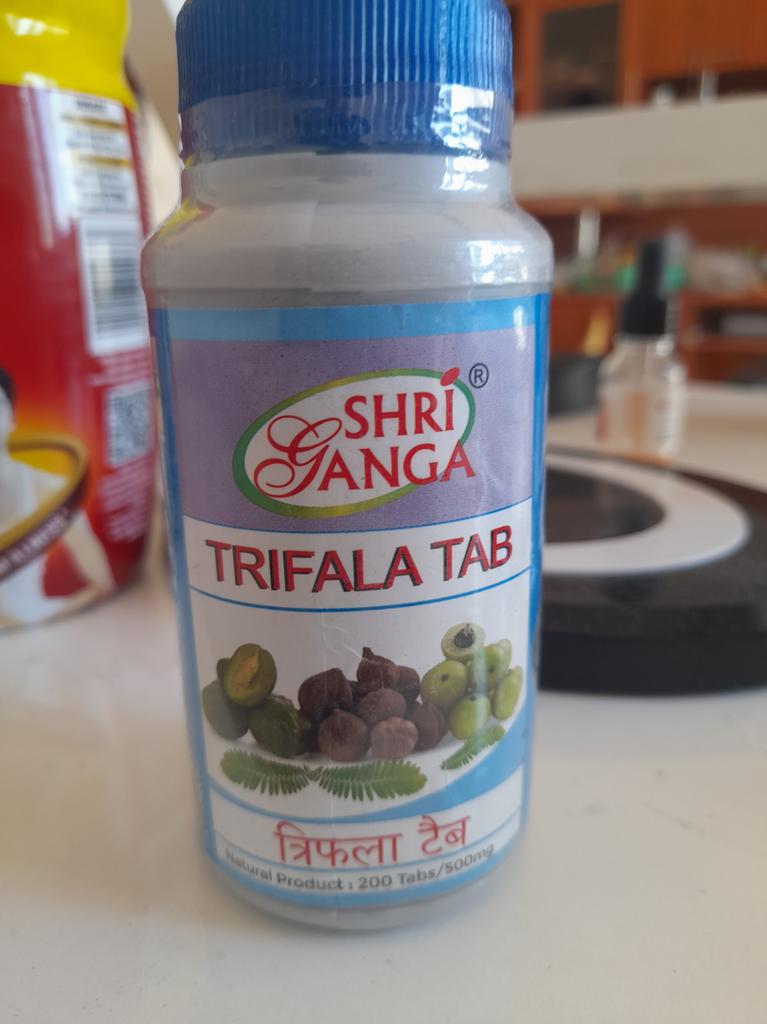 SHRI
GANGA
®
TRIFALA TAB
त्रिफला टैब
Natural Product : 200 Tabs/500mg